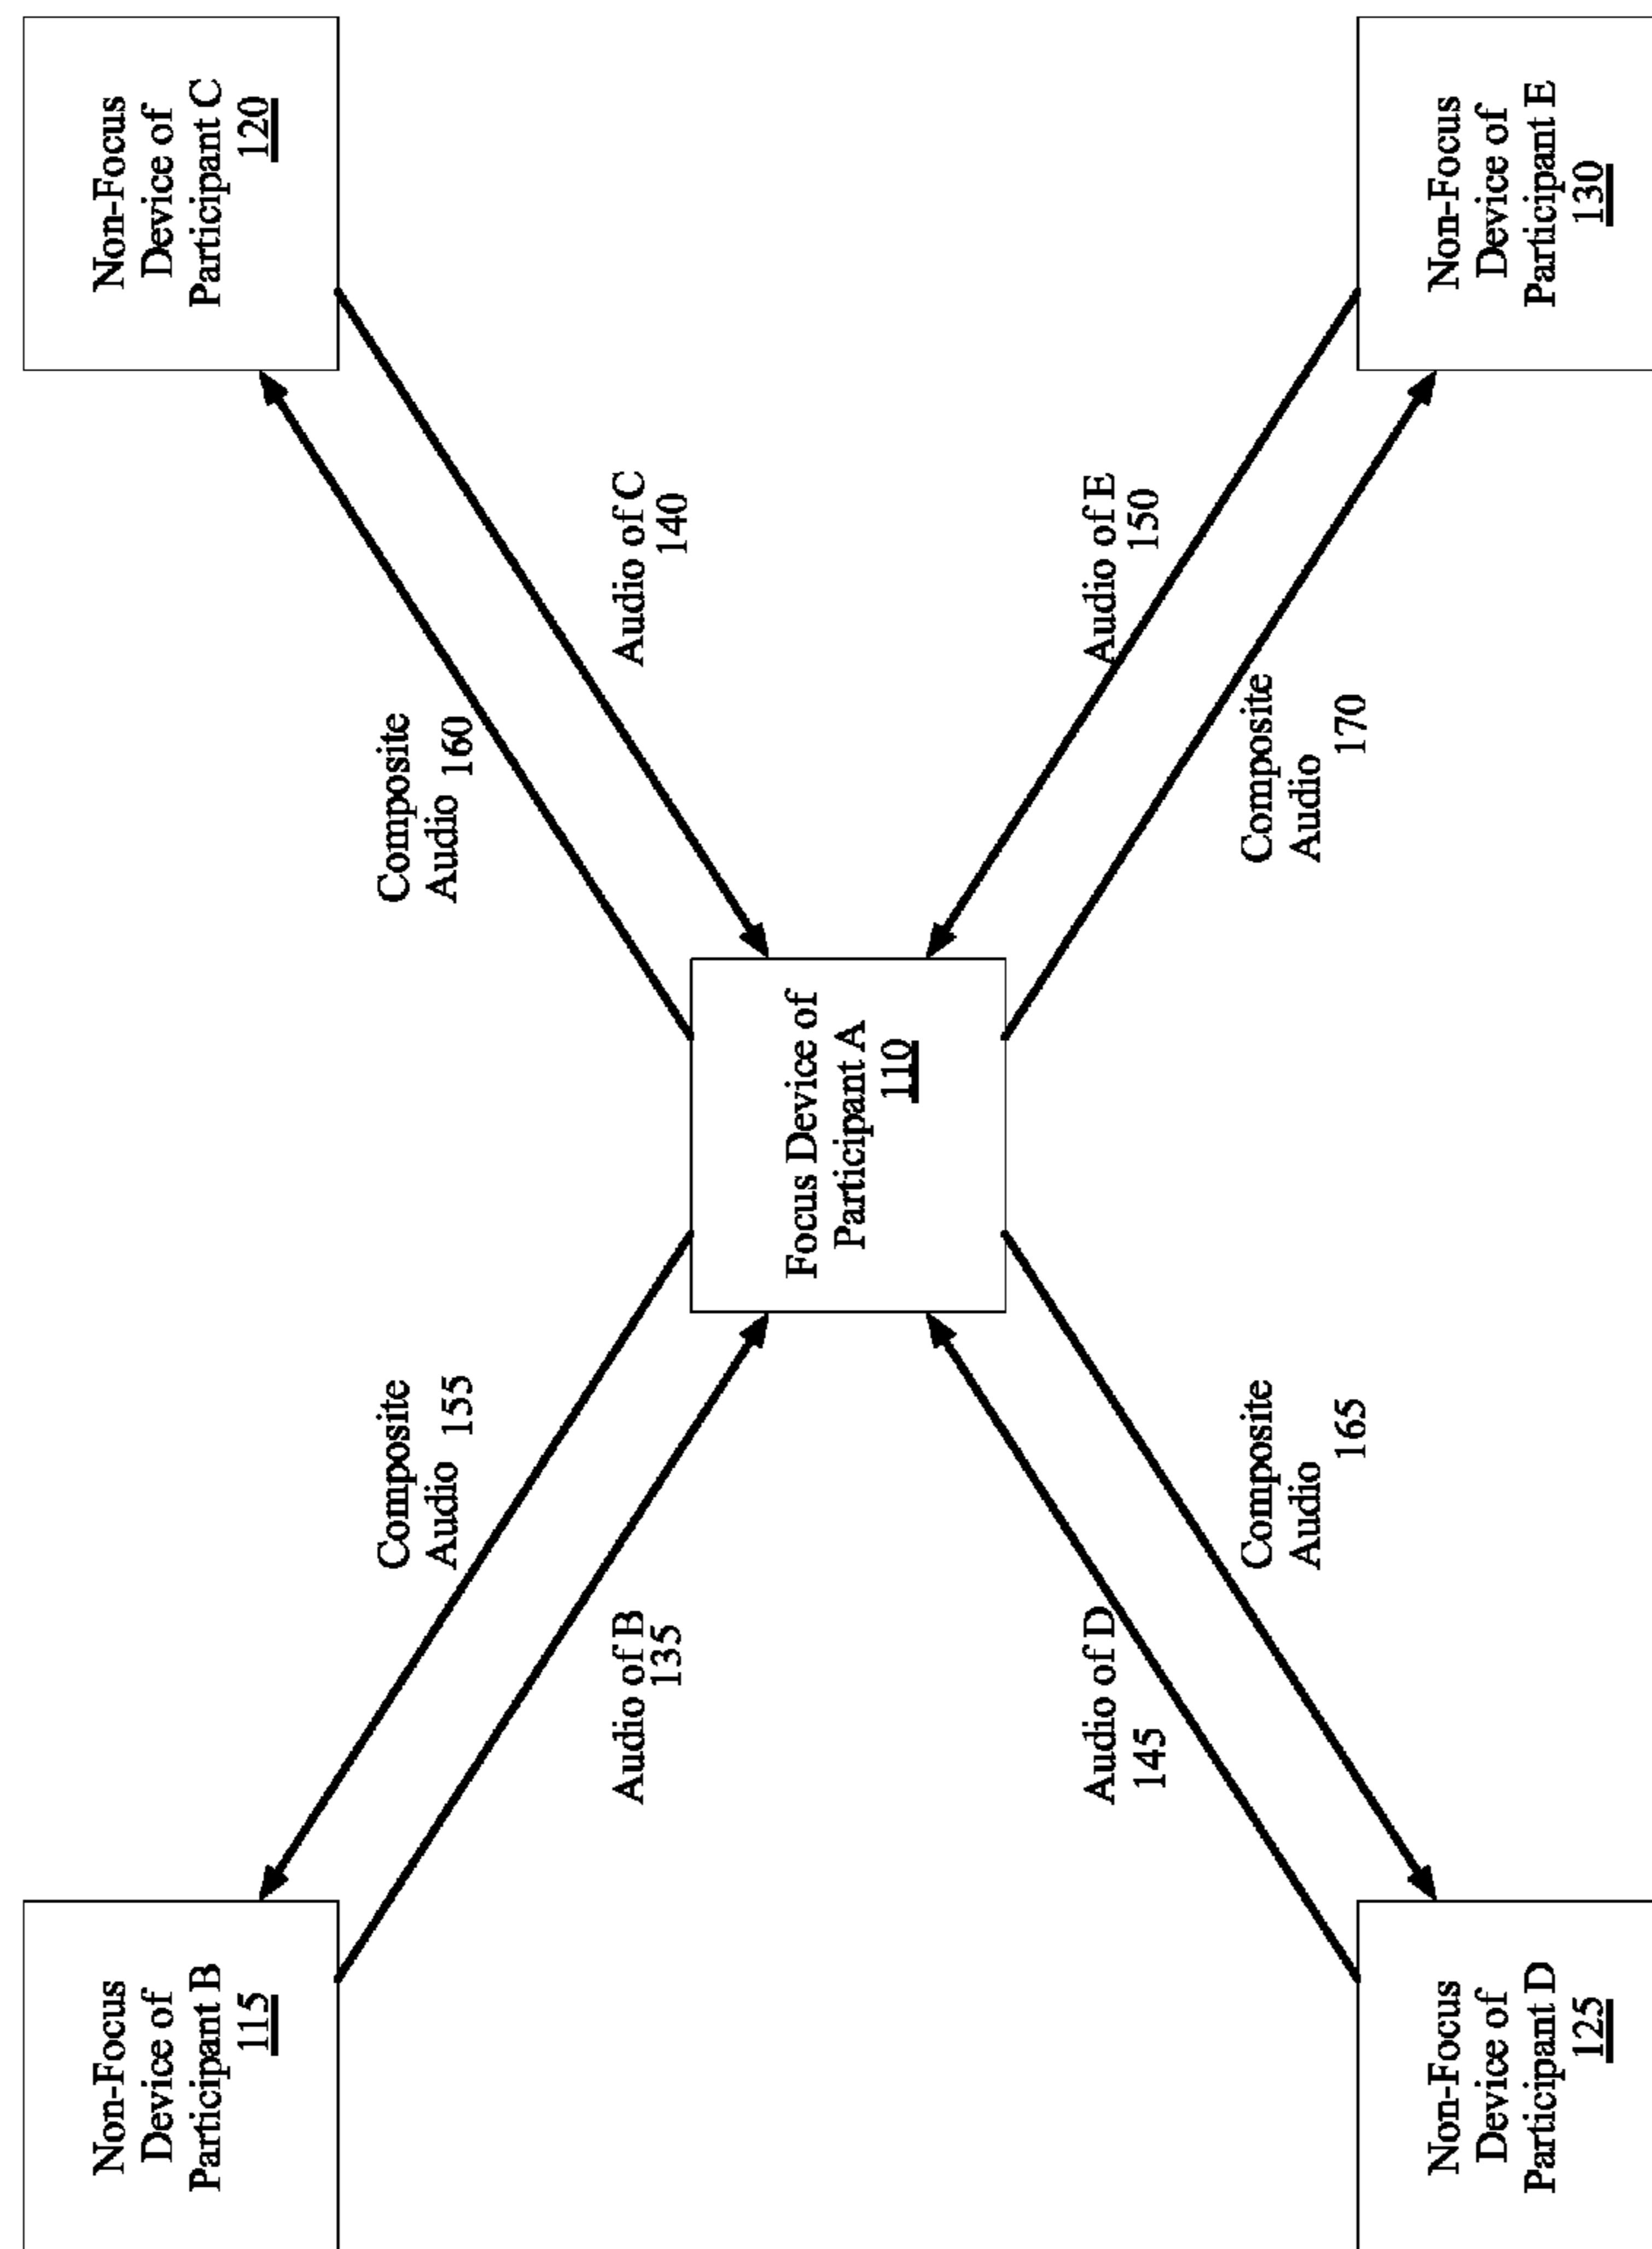 Non-Focus
Device of
Participant B
115
Non-Focus
Device of
Participant C
120
Composite
Audio 155
Composite
Audio 160
Audio of B
135
Audio of C
140
Focus Device of
Participant A
110
Audio of D
145
Audio of E
150
Composite
Audio
165
Composite
Audio
170
Non-Focus
Device of
Participant D
125
Non-Focus
Device of
Participant E
130